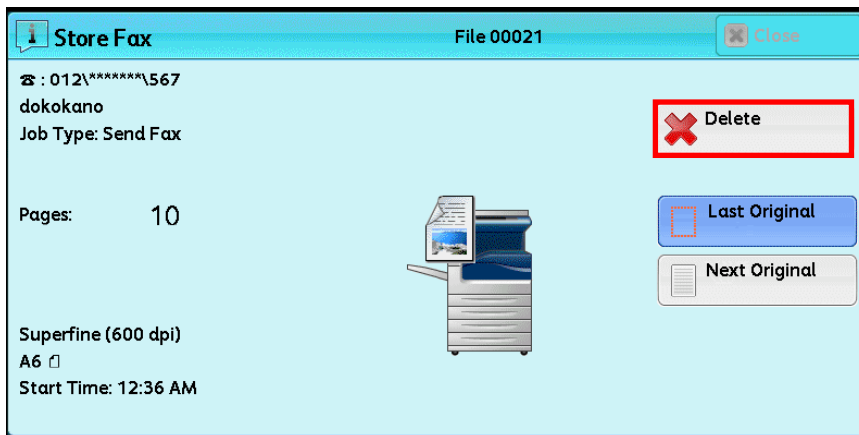 Store Fax
File 00021
Close
☎ : 012\*******\567
dokokano
Job Type: Send Fax
Delete
Pages: 10
Last Original
Next Original
Superfine (600 dpi)
A6
Start Time: 12:36 AM